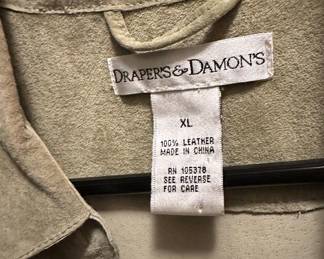 DRAPER'S & DAMON'S
XL
100% LEATHER
MADE IN CHINA
RN 105378
SEE REVERSE
FOR CARE